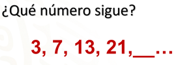 ¿Qué número sigue?
3, 7, 13, 21,__...